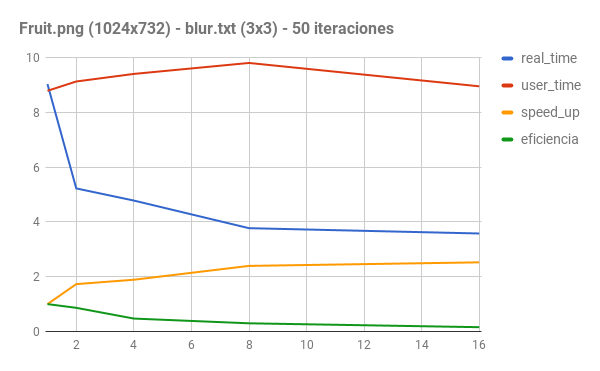 Fruit.png (1024x732) - blur.txt (3x3) - 50 iteraciones
10
8
6
4
2
0
2 4 6 8 10 12 14 16
real_time
user_time
speed_up
eficiencia